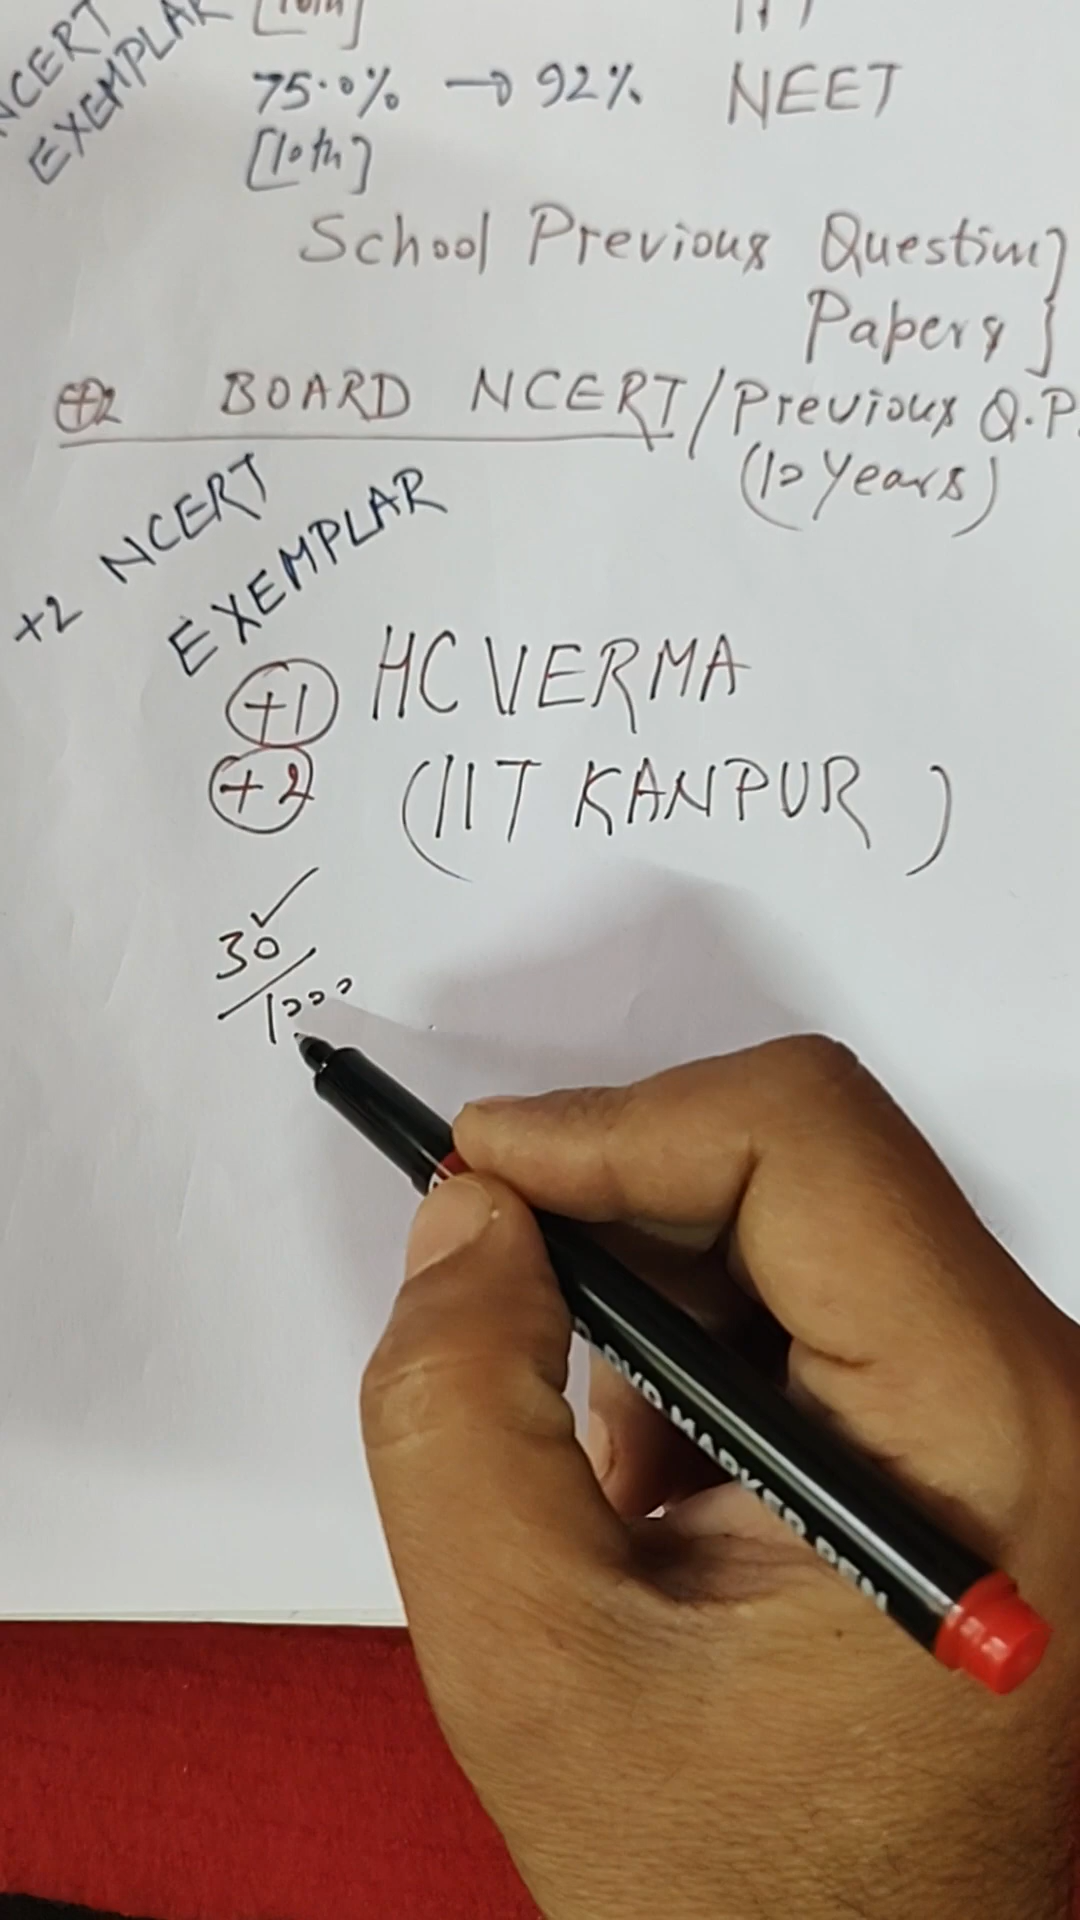 NCERT
EXEMPLAR
[10th]
75.0% → 92% NEET
[10th]
School Previous Question
Papers
+2 BOARD NCERT/Previous Q.P.
(10 Years)
+2 NCERT
EXEMPLAR
+1 HC VERMA
+2 (IIT KANPUR)
30/1000
MARKER PEN